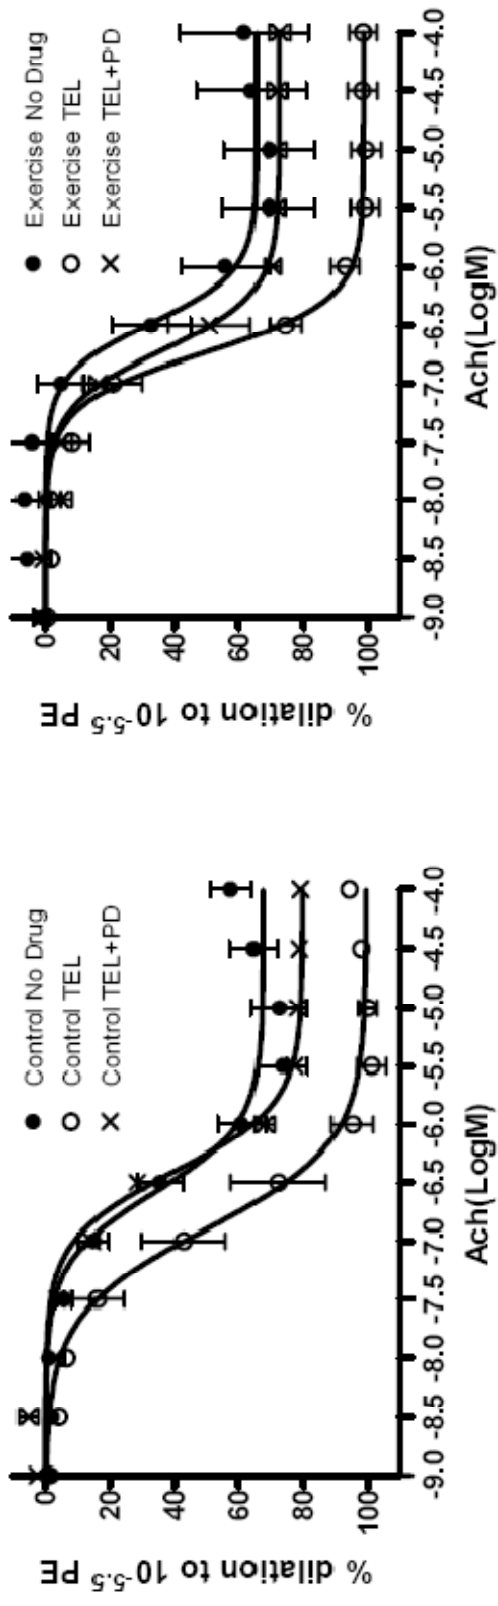 Control No Drug
Control TEL
Control TEL+PD
% dilation to 10-5.5 PE
0
20
40
60
80
100
-9.0 -8.5 -8.0 -7.5 -7.0 -6.5 -6.0 -5.5 -5.0 -4.5 -4.0
Ach(LogM)
Exercise No Drug
Exercise TEL
Exercise TEL+PD
% dilation to 10-5.5 PE
0
20
40
60
80
100
-9.0 -8.5 -8.0 -7.5 -7.0 -6.5 -6.0 -5.5 -5.0 -4.5 -4.0
Ach(LogM)